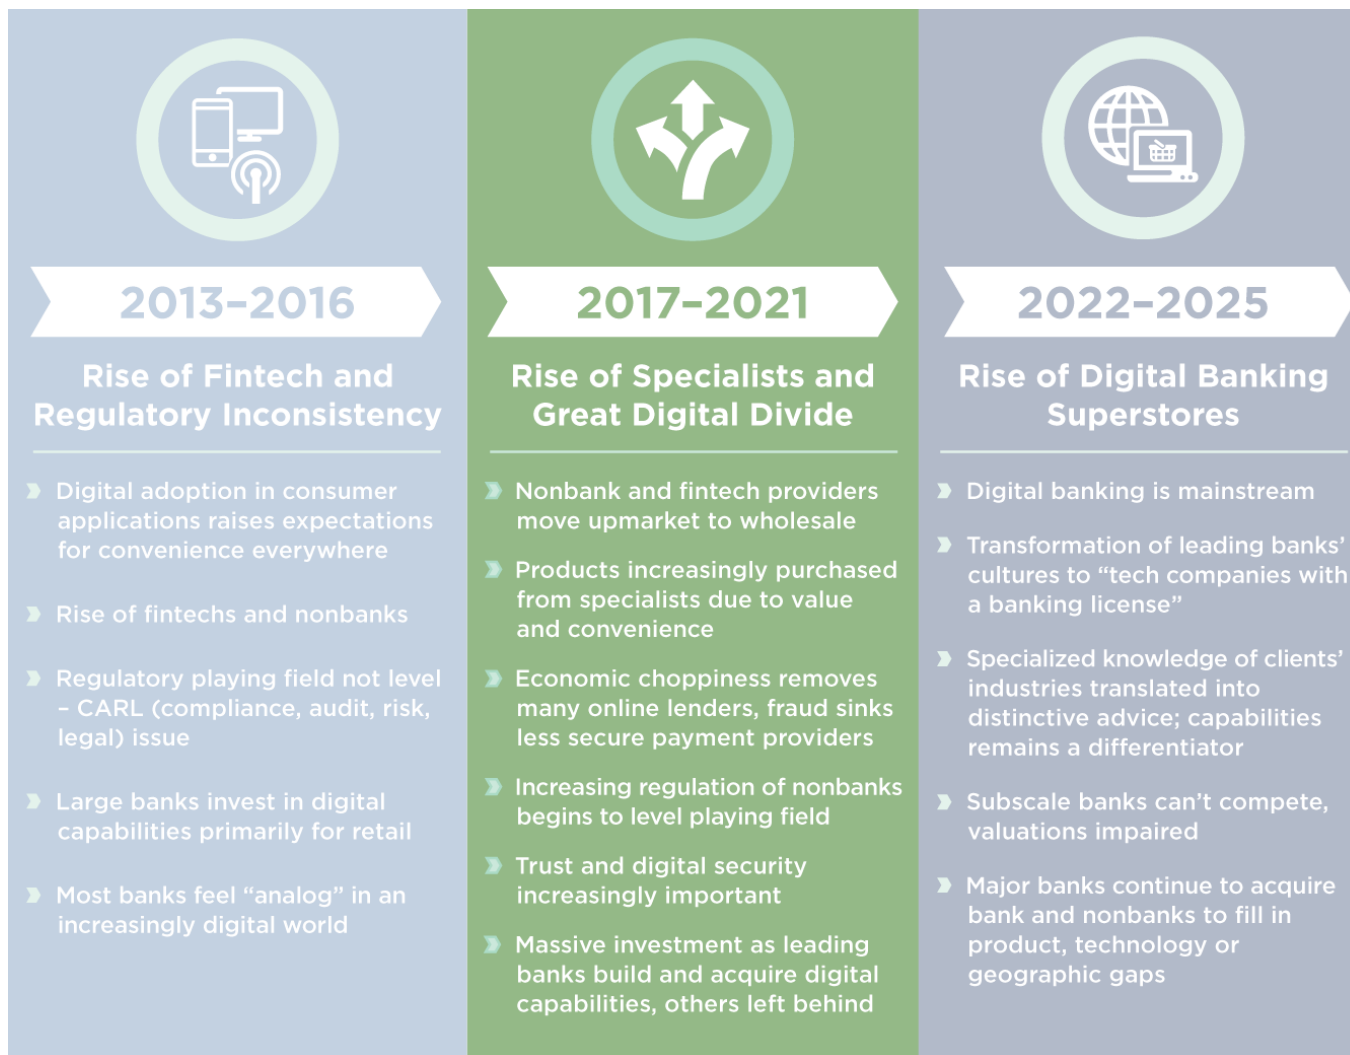 2013–2016
Rise of Fintech and
Regulatory Inconsistency
Digital adoption in consumer
applications raises expectations
for convenience everywhere
Rise of fintechs and nonbanks
Regulatory playing field not level
– CARL (compliance, audit, risk,
legal) issue
Large banks invest in digital
capabilities primarily for retail
Most banks feel “analog” in an
increasingly digital world
2017–2021
Rise of Specialists and
Great Digital Divide
Nonbank and fintech providers
move upmarket to wholesale
Products increasingly purchased
from specialists due to value
and convenience
Economic choppiness removes
many online lenders, fraud sinks
less secure payment providers
Increasing regulation of nonbanks
begins to level playing field
Trust and digital security
increasingly important
Massive investment as leading
banks build and acquire digital
capabilities, others left behind
2022–2025
Rise of Digital Banking
Superstores
Digital banking is mainstream
Transformation of leading banks’
cultures to “tech companies with
a banking license”
Specialized knowledge of clients’
industries translated into
distinctive advice; capabilities
remains a differentiator
Subscale banks can’t compete,
valuations impaired
Major banks continue to acquire
bank and nonbanks to fill in
product, technology or
geographic gaps